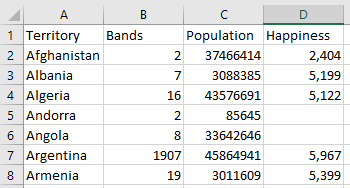 A B C D
1 Territory Bands Population Happiness
2 Afghanistan 2 37466414 2,404
3 Albania 7 3088385 5,199
4 Algeria 16 43576691 5,122
5 Andorra 2 85645
6 Angola 8 33642646
7 Argentina 1907 45864941 5,967
8 Armenia 19 3011609 5,399